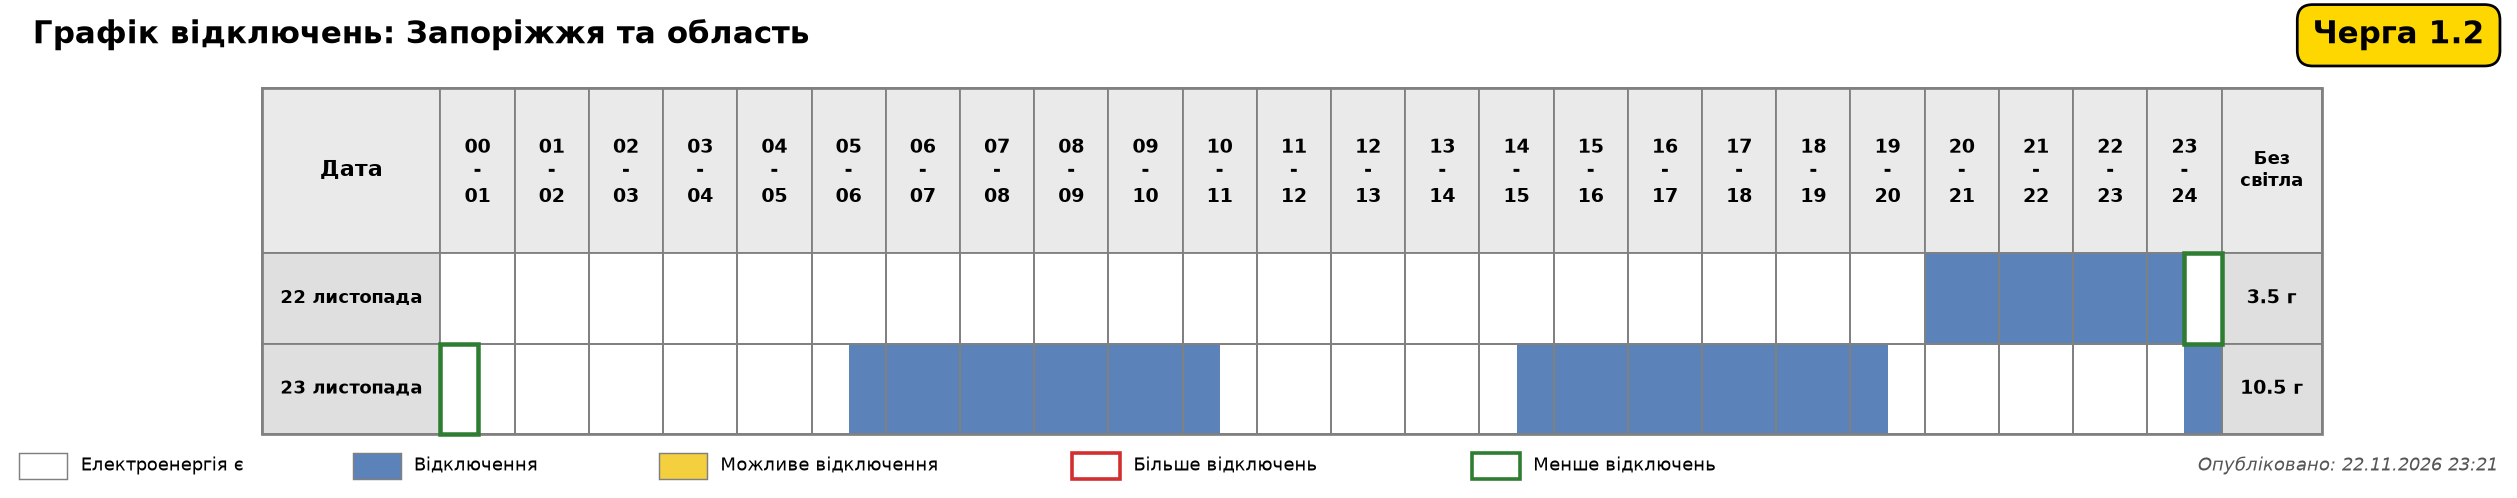 Графік відключень: Запоріжжя та область
Черга 1.2
Дата
00 - 01
01 - 02
02 - 03
03 - 04
04 - 05
05 - 06
06 - 07
07 - 08
08 - 09
09 - 10
10 - 11
11 - 12
12 - 13
13 - 14
14 - 15
15 - 16
16 - 17
17 - 18
18 - 19
19 - 20
20 - 21
21 - 22
22 - 23
23 - 24
Без
світла
22 листопада
3.5 г
23 листопада
10.5 г
Електроенергія є
Відключення
Можливе відключення
Більше відключень
Менше відключень
Опубліковано: 22.11.2026 23:21